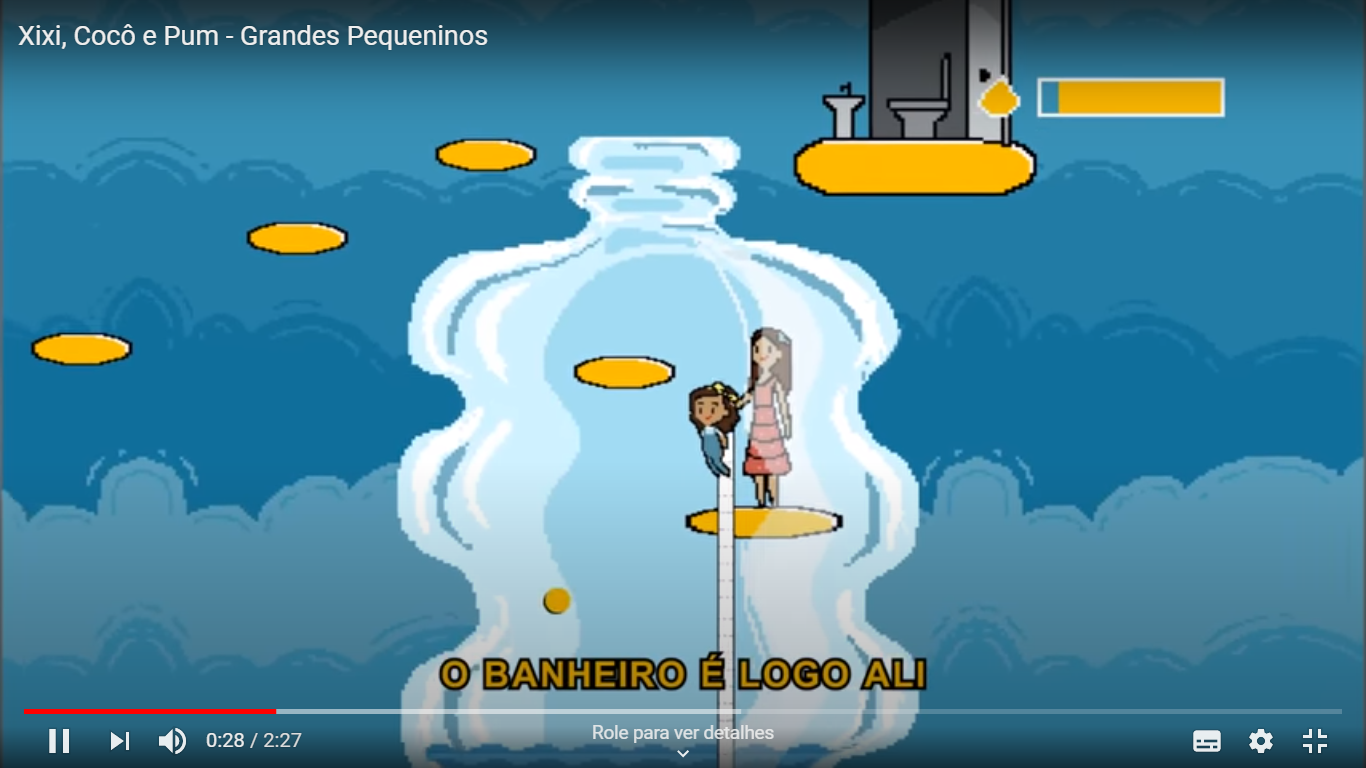 Xixi, Cocô e Pum - Grandes Pequeninos
O BANHEIRO É LOGO ALI
0:28 / 2:27
Role para ver detalhes